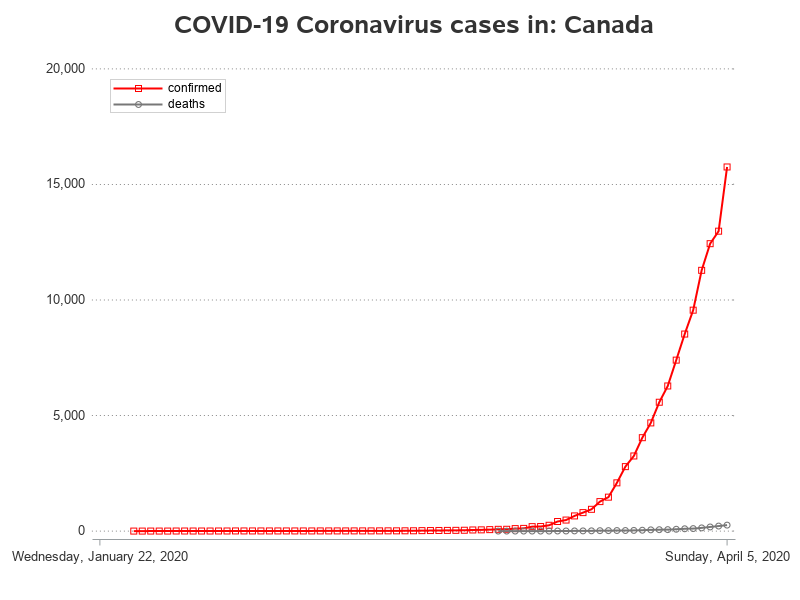 COVID-19 Coronavirus cases in: Canada
20,000
confirmed
deaths
15,000
10,000
5,000
0
Wednesday, January 22, 2020
Sunday, April 5, 2020